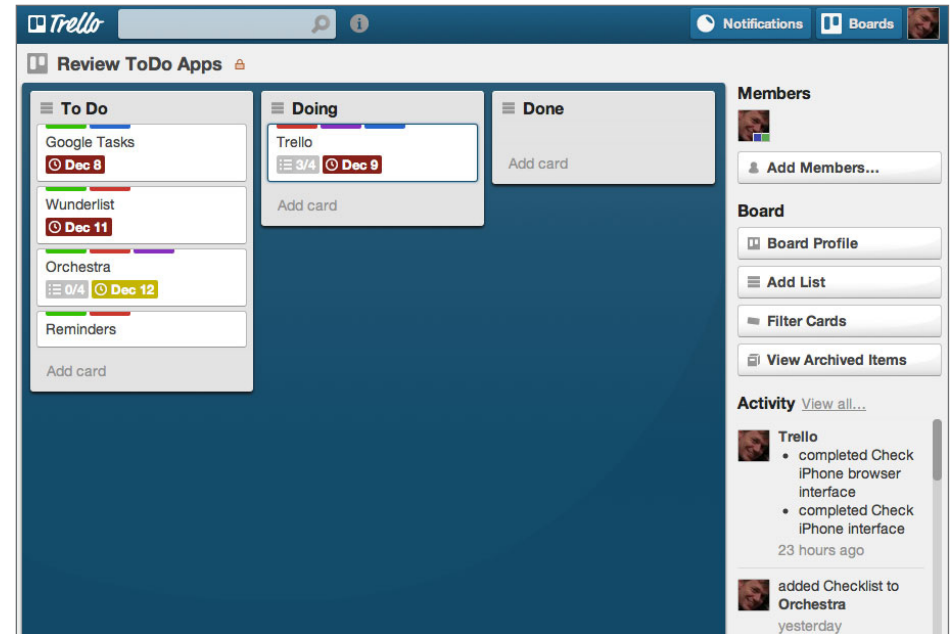 Trello
Notifications
Boards
Review ToDo Apps
To Do
Google Tasks
Dec 8
Wunderlist
Dec 11
Orchestra
0/4 Dec 12
Reminders
Add card
Doing
Trello
3/4 Dec 9
Add card
Done
Add card
Members
Add Members...
Board
Board Profile
Add List
Filter Cards
View Archived Items
Activity View all...
Trello
• completed Check
iPhone browser
interface
• completed Check
iPhone interface
23 hours ago
added Checklist to
Orchestra
yesterday